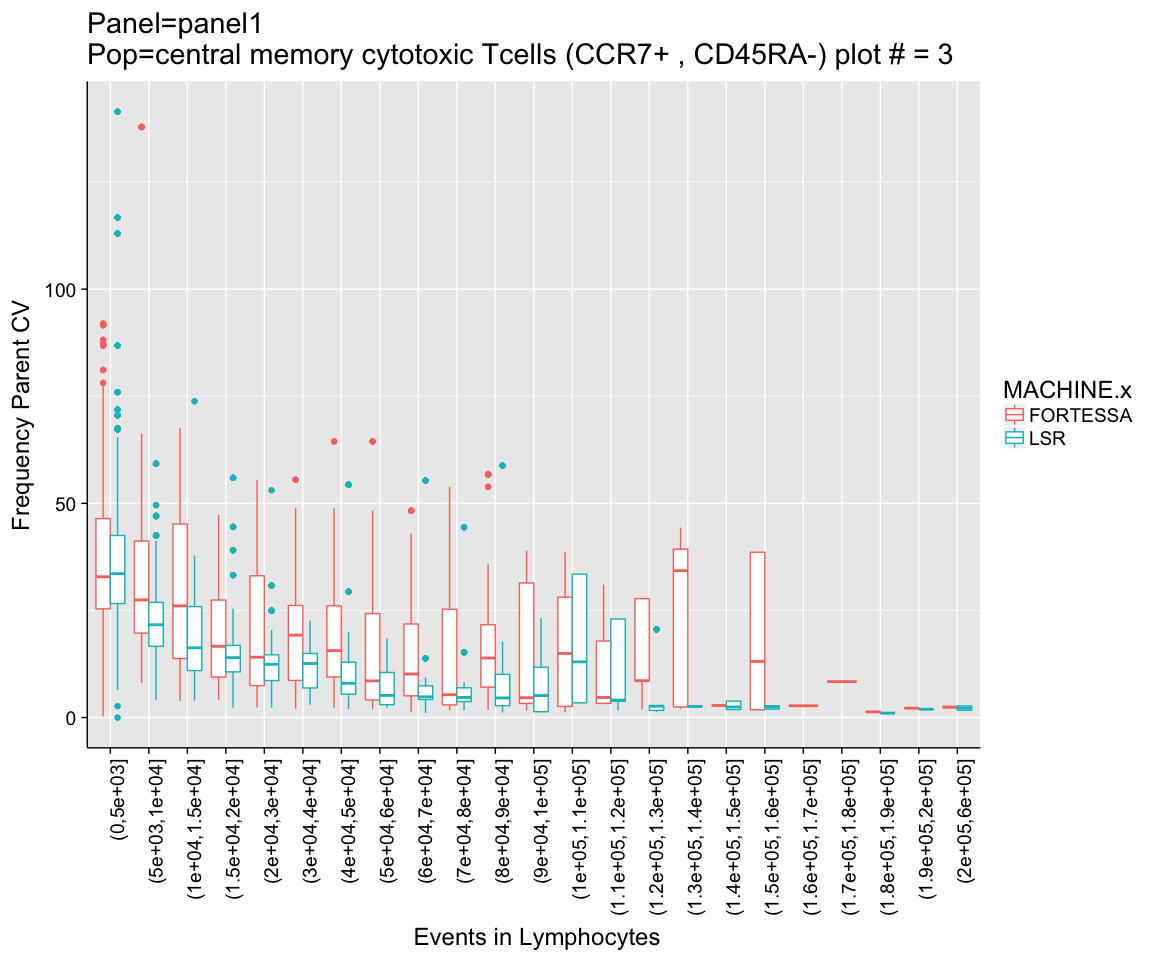 Panel=panel1
Pop=central memory cytotoxic Tcells (CCR7+ , CD45RA-) plot # = 3
Frequency Parent CV
100
50
0
(0,5e+03]
(5e+03,1e+04]
(1e+04,1.5e+04]
(1.5e+04,2e+04]
(2e+04,3e+04]
(3e+04,4e+04]
(4e+04,5e+04]
(5e+04,6e+04]
(6e+04,7e+04]
(7e+04,8e+04]
(8e+04,9e+04]
(9e+04,1e+05]
(1e+05,1.1e+05]
(1.1e+05,1.2e+05]
(1.2e+05,1.3e+05]
(1.3e+05,1.4e+05]
(1.4e+05,1.5e+05]
(1.5e+05,1.6e+05]
(1.6e+05,1.7e+05]
(1.7e+05,1.8e+05]
(1.8e+05,1.9e+05]
(1.9e+05,2e+05]
(2e+05,6e+05]
Events in Lymphocytes
MACHINE.x
FORTESSA
LSR